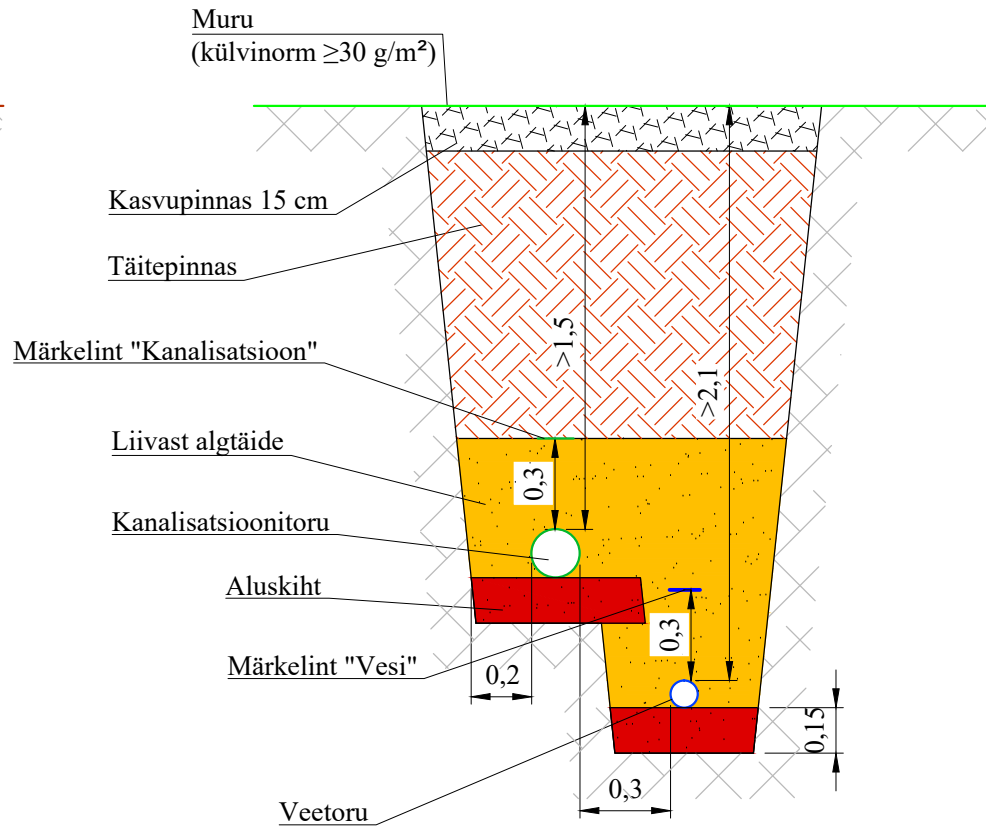 Muru
(külvinorm ≥30 g/m²)
Kasvupinnas 15 cm
Täitepinnas
Märkelint "Kanalisatsioon"
Liivast algtäide
Kanalisatsioonitoru
Aluskiht
Märkelint "Vesi"
Veetoru
>1,5
>2,1
0,3
0,3
0,2
0,15
0,3